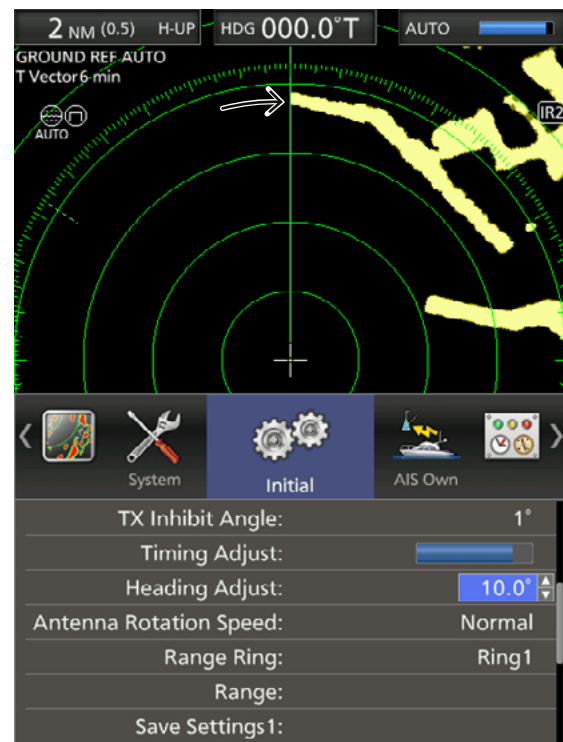 2 NM (0.5) H-UP HDG 000.0°T AUTO
GROUND REF AUTO
T Vector 6 min
AUTO
IR2
System Initial AIS Own
TX Inhibit Angle: 1°
Timing Adjust:
Heading Adjust: 10.0°
Antenna Rotation Speed: Normal
Range Ring: Ring1
Range:
Save Settings1: